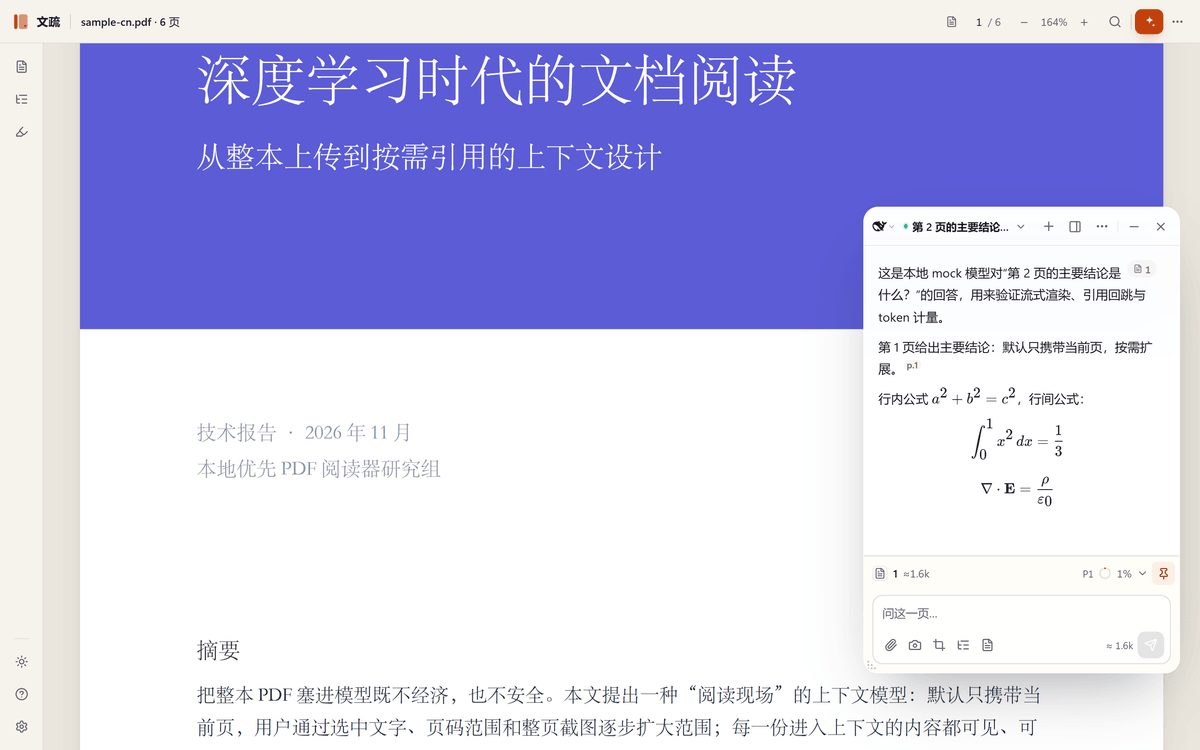 文疏
sample-cn.pdf · 6 页
1 / 6
164%
深度学习时代的文档阅读
从整本上传到按需引用的上下文设计
技术报告 · 2026 年 11 月
本地优先 PDF 阅读器研究组
摘要
把整本 PDF 塞进模型既不经济，也不安全。本文提出一种“阅读现场”的上下文模型：默认只携带当
前页，用户通过选中文字、页码范围和整页截图逐步扩大范围；每一份进入上下文的内容都可见、可
第 2 页的主要结论...
1
这是本地 mock 模型对“第 2 页的主要结论是
什么？”的回答，用来验证流式渲染、引用回跳与
token 计量。
第 1 页给出主要结论：默认只携带当前页，按需扩
展。 p.1
行内公式 a² + b² = c²，行间公式：
∫₀¹ x² dx = 1/3
∇ · E = ρ/ε0
1 ≈1.6k
P1 1%
问这一页...
≈ 1.6k